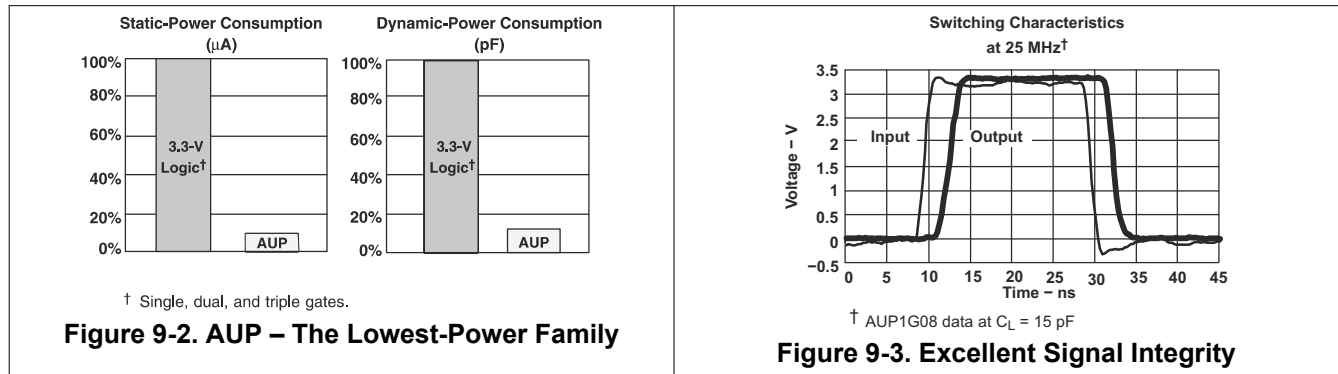 Static-Power Consumption
(µA)
100%
80%
60%
40%
20%
0%
3.3-V
Logic†
AUP
Dynamic-Power Consumption
(pF)
100%
80%
60%
40%
20%
0%
3.3-V
Logic†
AUP
† Single, dual, and triple gates.
Figure 9-2. AUP – The Lowest-Power Family
Switching Characteristics
at 25 MHz†
Voltage – V
3.5
3
2.5
2
1.5
1
0.5
0
−0.5
Input
Output
0 5 10 15 20 25 30 35 40 45
Time – ns
† AUP1G08 data at CL = 15 pF
Figure 9-3. Excellent Signal Integrity